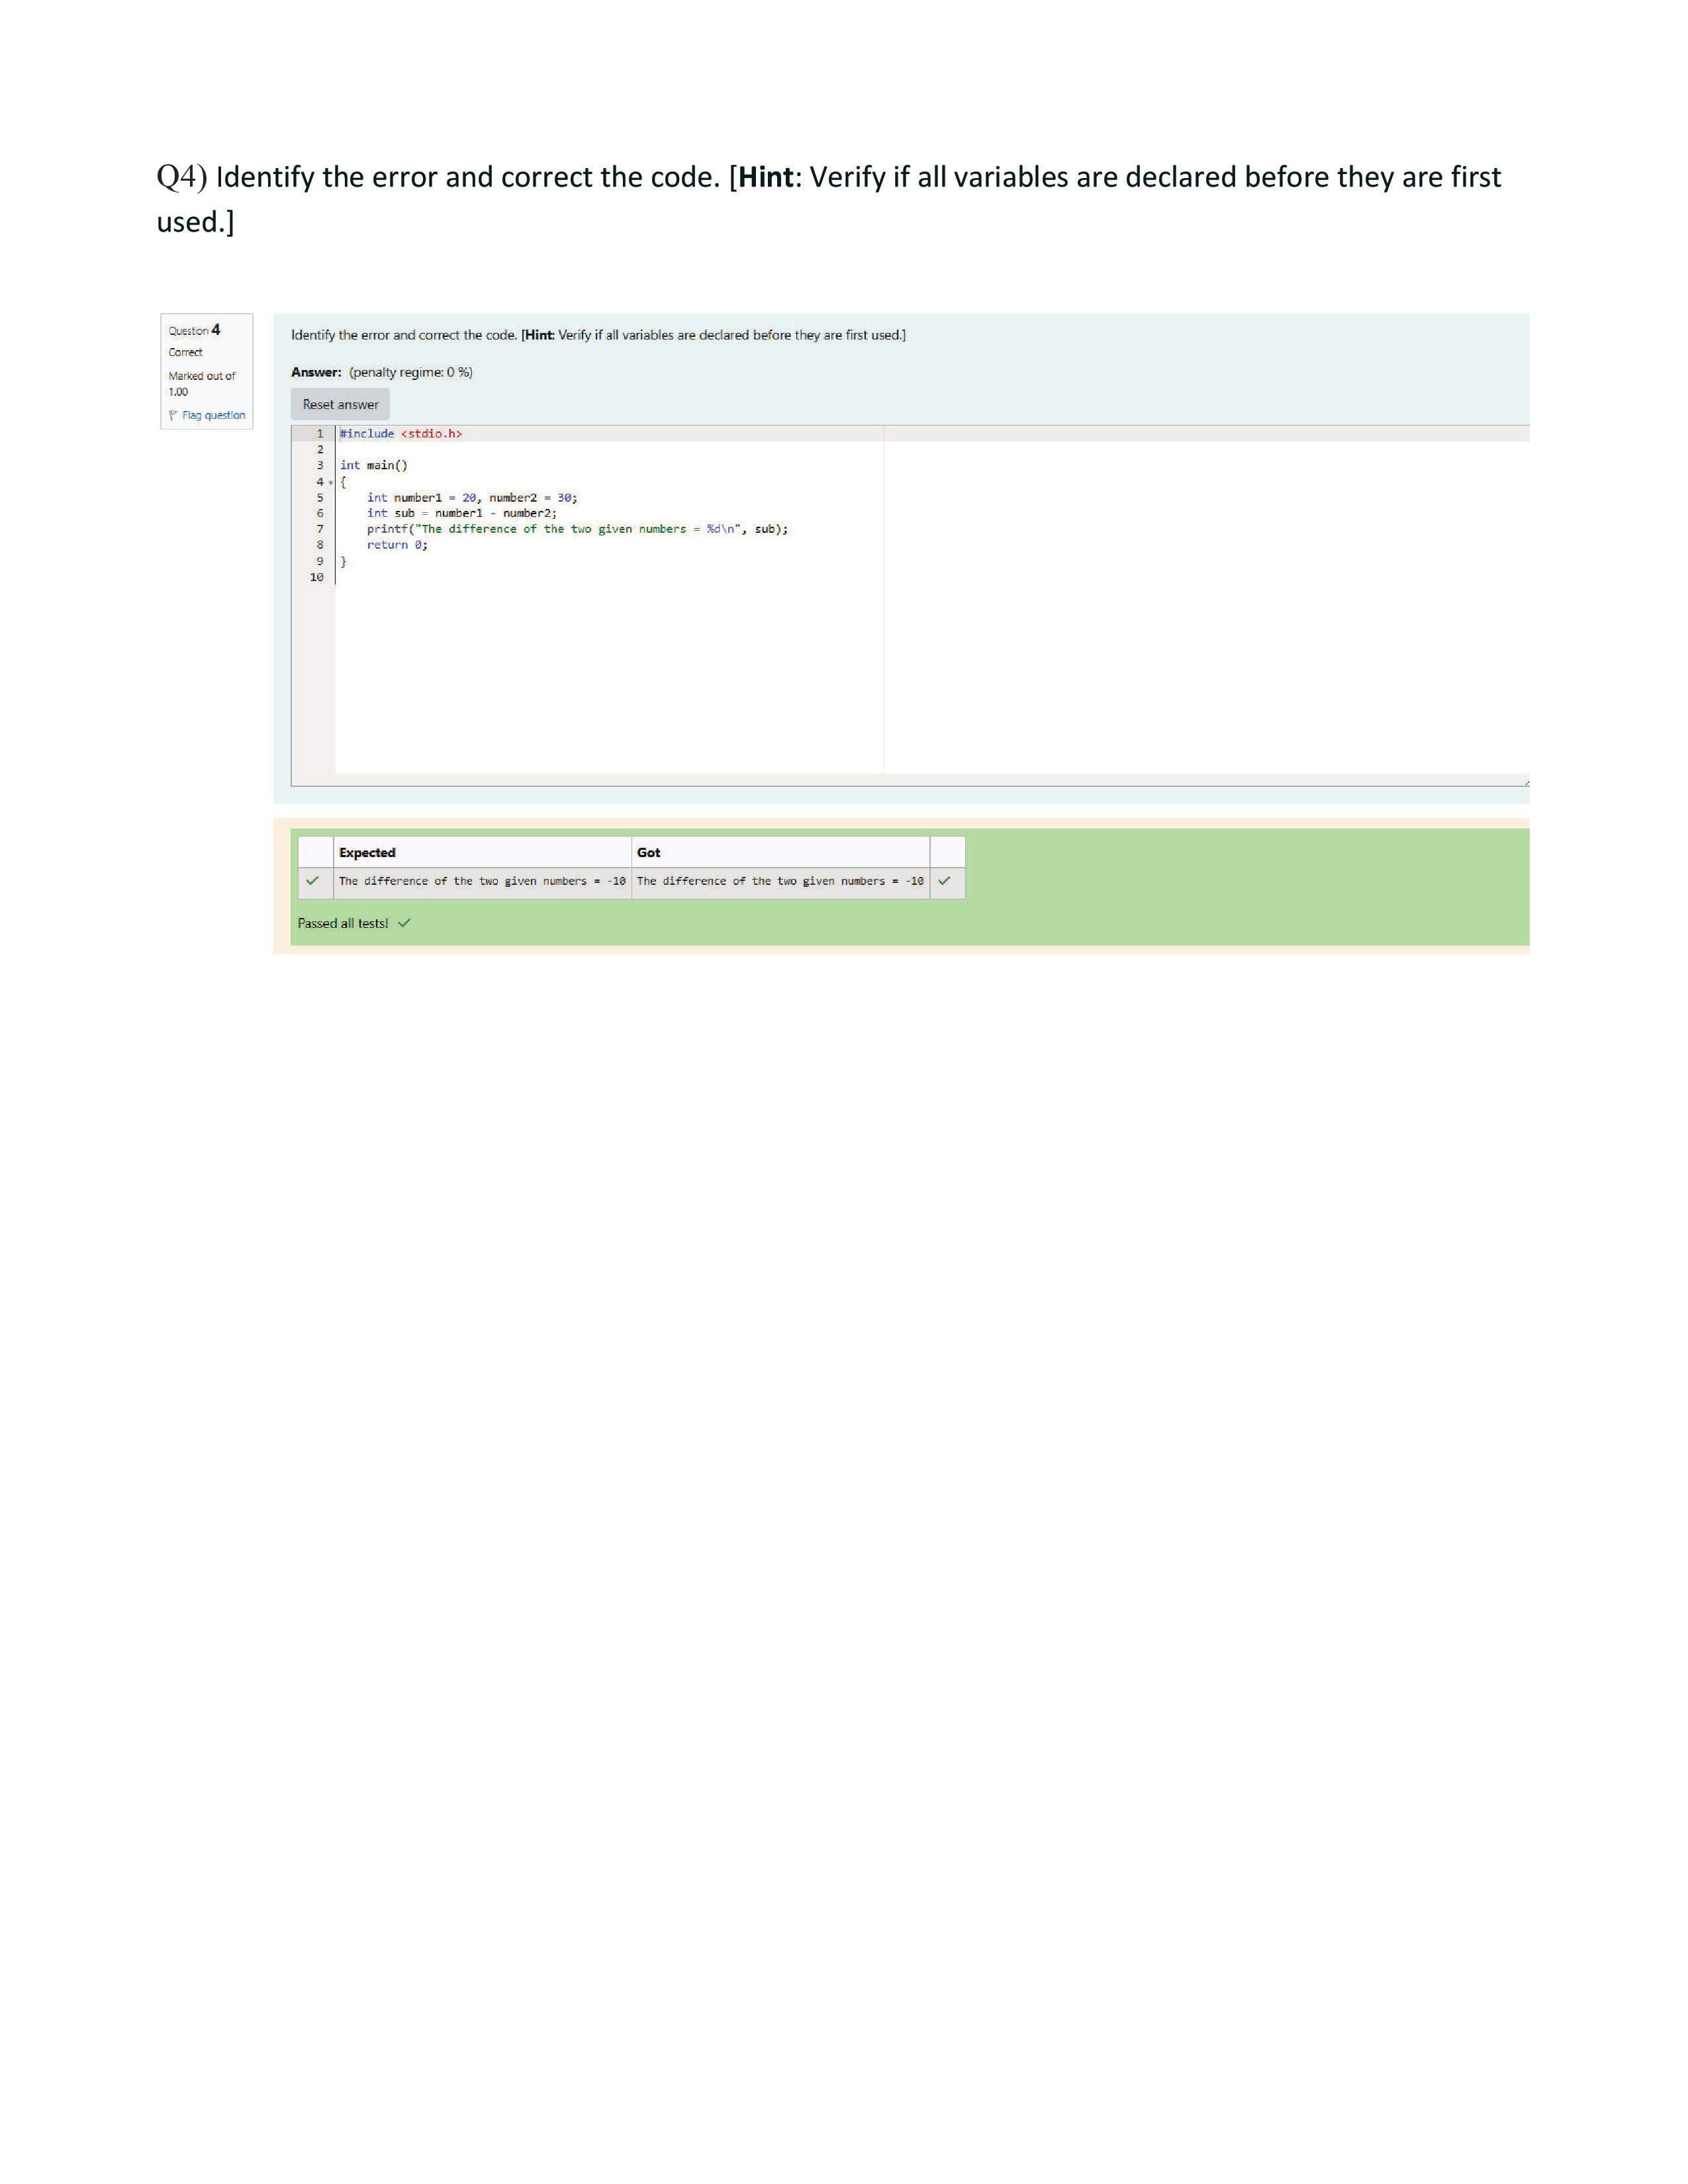 Q4) Identify the error and correct the code. [Hint: Verify if all variables are declared before they are first
used.]
Question 4
Correct
Marked out of
1.00
Flag question
Identify the error and correct the code. [Hint: Verify if all variables are declared before they are first used.]
Answer: (penalty regime: 0 %)
Reset answer
1 #include <stdio.h>
2
3 int main()
4 {
5 int number1 = 20, number2 = 30;
6 int sub = number1 - number2;
7 printf("The difference of the two given numbers = %d\n", sub);
8 return 0;
9 }
10
Expected Got
The difference of the two given numbers = -10 The difference of the two given numbers = -10
Passed all tests!